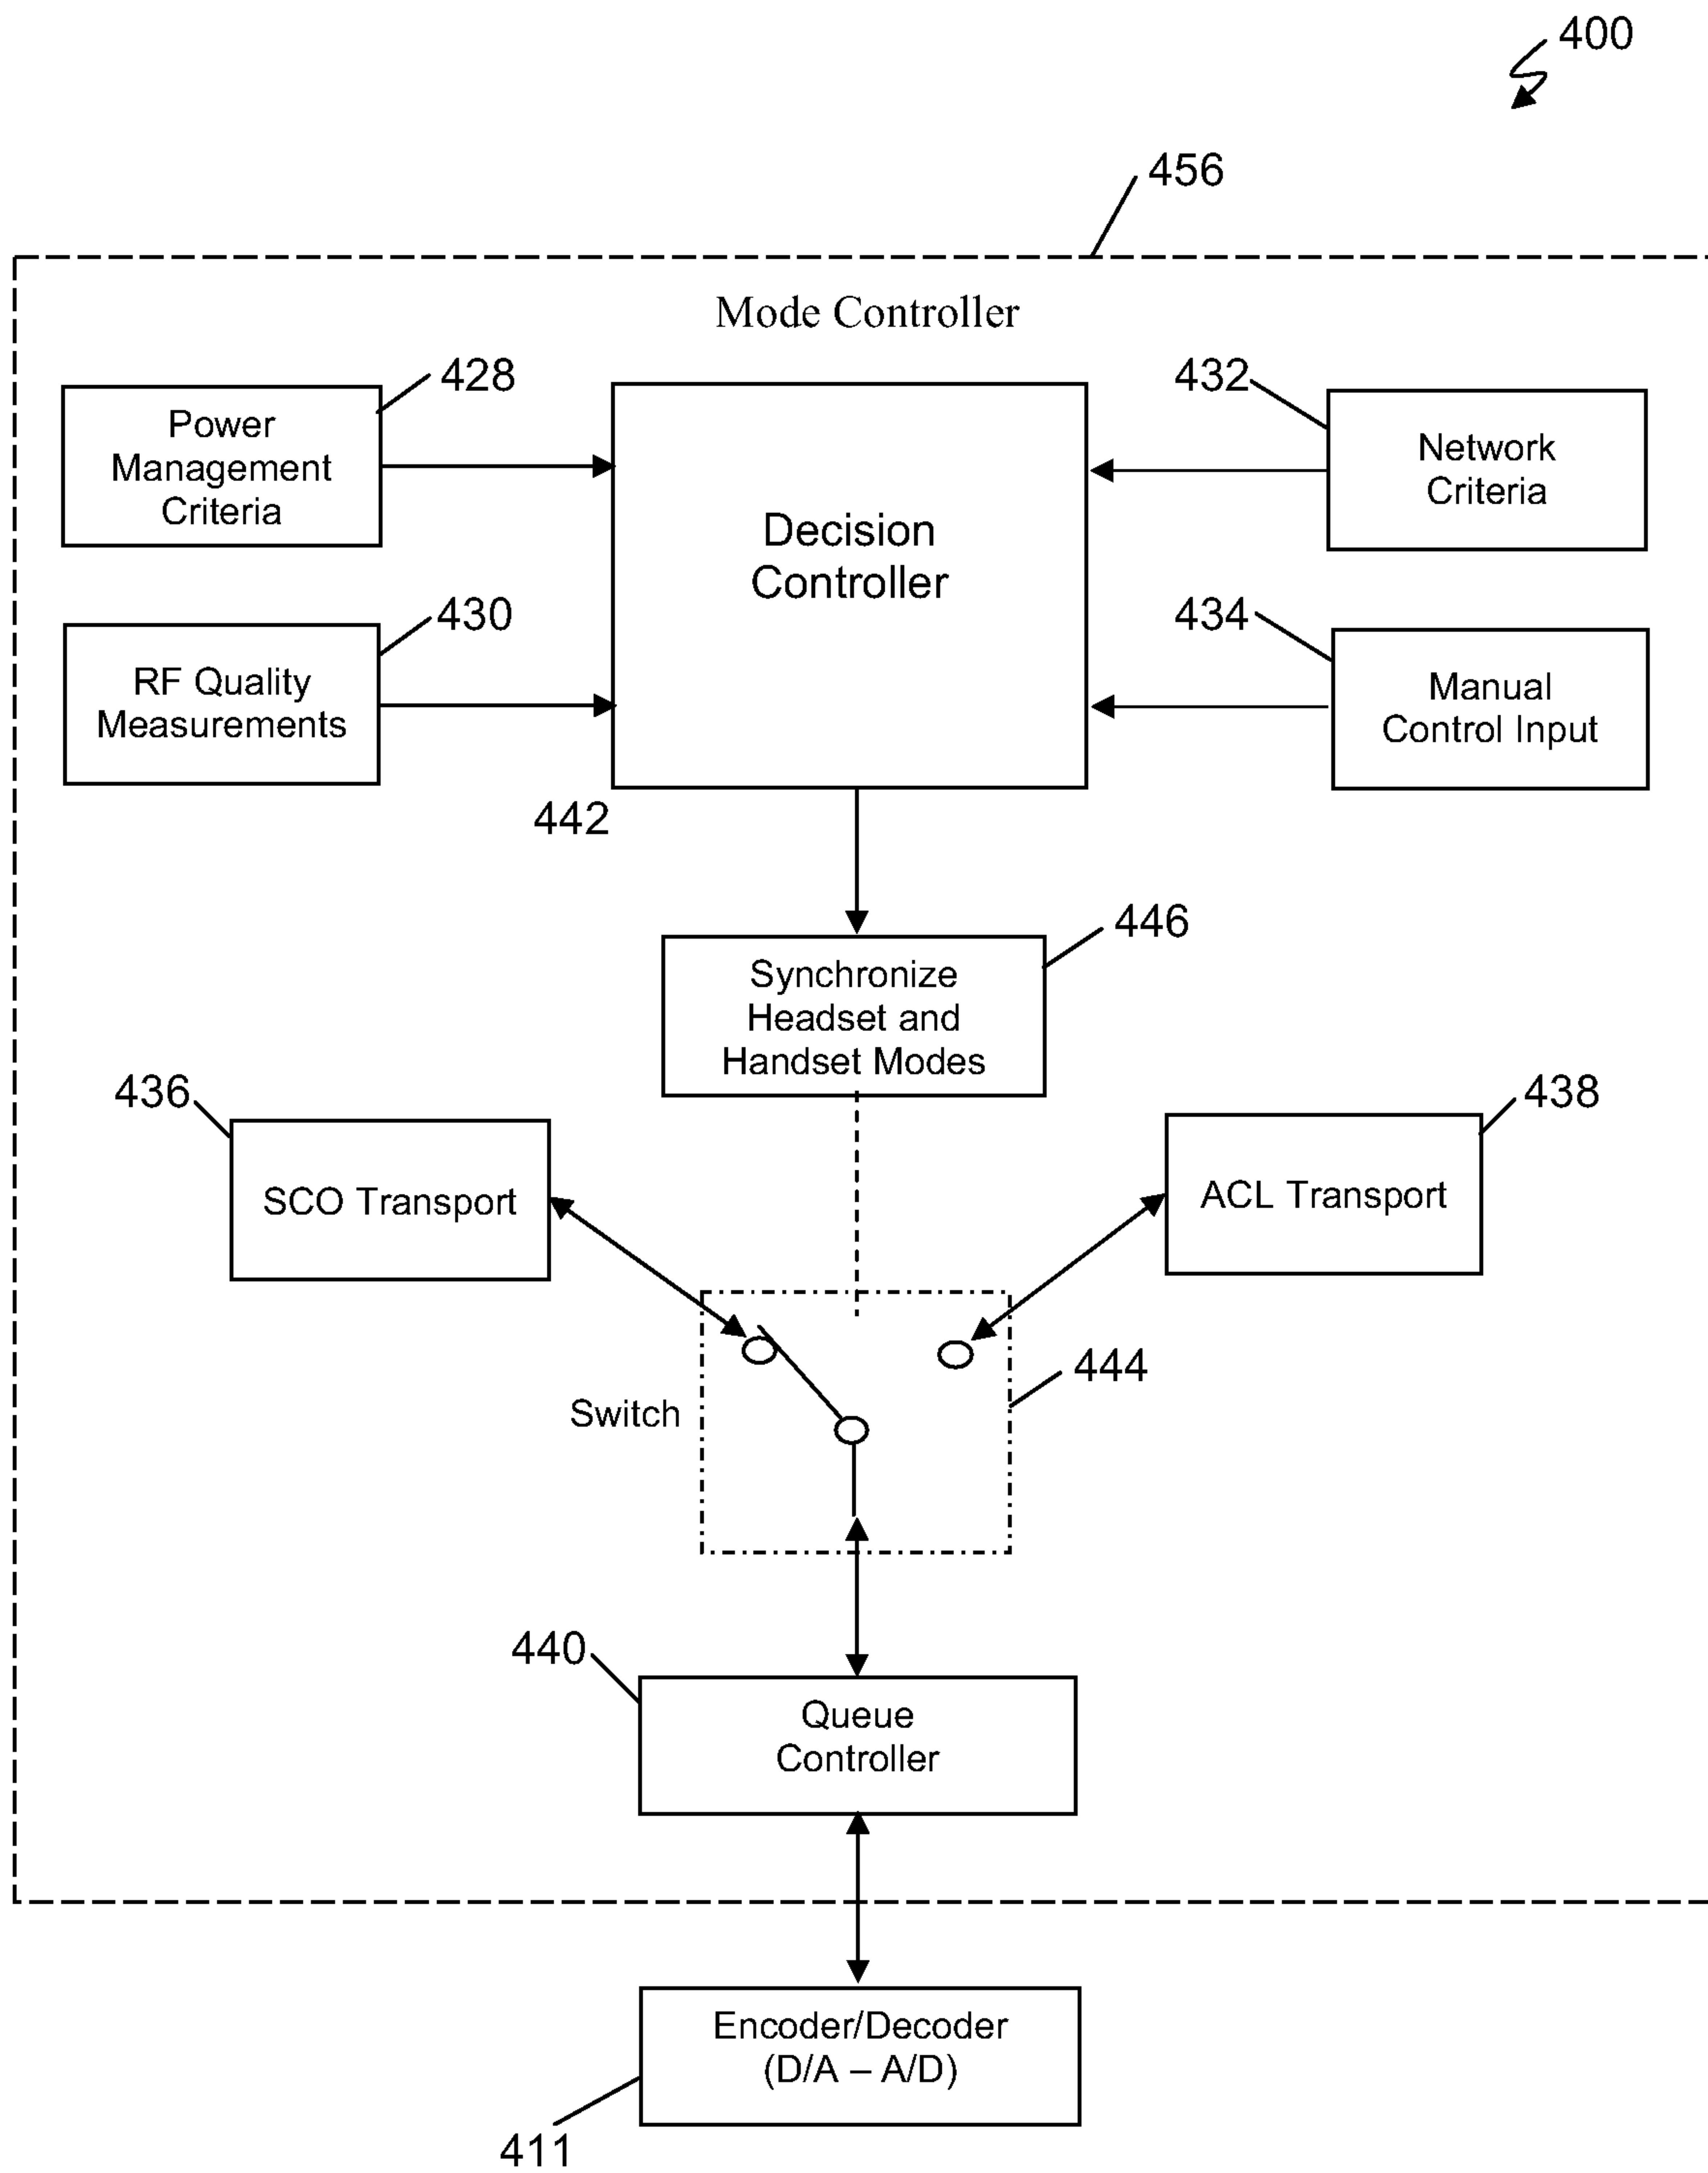 400
456
Mode Controller
428
Power
Management
Criteria
432
Network
Criteria
Decision
Controller
430
RF Quality
Measurements
434
Manual
Control Input
442
446
Synchronize
Headset and
Handset Modes
436
SCO Transport
438
ACL Transport
444
Switch
440
Queue
Controller
Encoder/Decoder
(D/A – A/D)
411